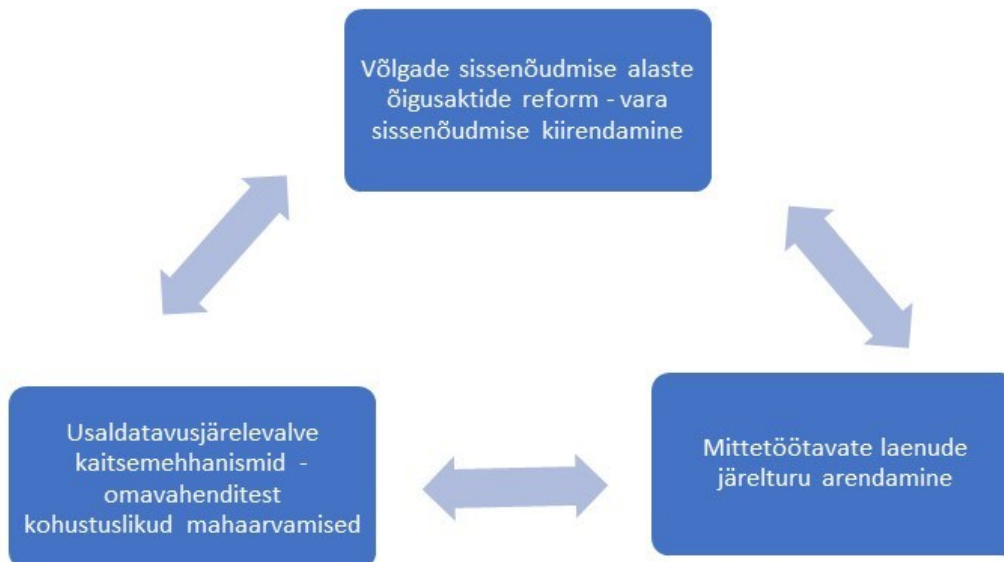 Võlgade sissenõudmise alaste
õigusaktide reform - vara
sissenõudmise kiirendamine
Usaldatavusjärelevalve
kaitsemehhanismid -
omavahenditest
kohustuslikud mahaarvamised
Mittetöötavate laenude
järelturu arendamine